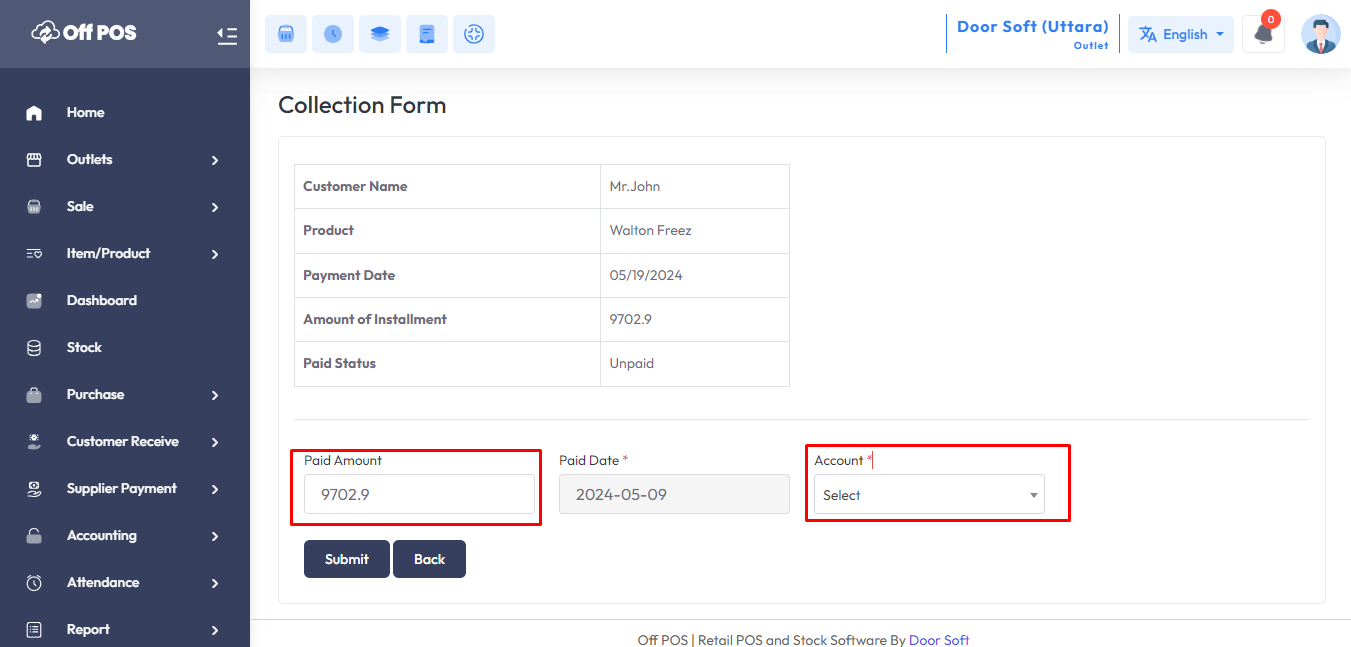 Off POS
Door Soft (Uttara)
Outlet
English
0
Home
Outlets
Sale
Item/Product
Dashboard
Stock
Purchase
Customer Receive
Supplier Payment
Accounting
Attendance
Report
Collection Form
Customer Name Mr.John
Product Walton Freez
Payment Date 05/19/2024
Amount of Installment 9702.9
Paid Status Unpaid
Paid Amount Paid Date * Account *
9702.9 2024-05-09 Select
Submit Back
Off POS | Retail POS and Stock Software By Door Soft